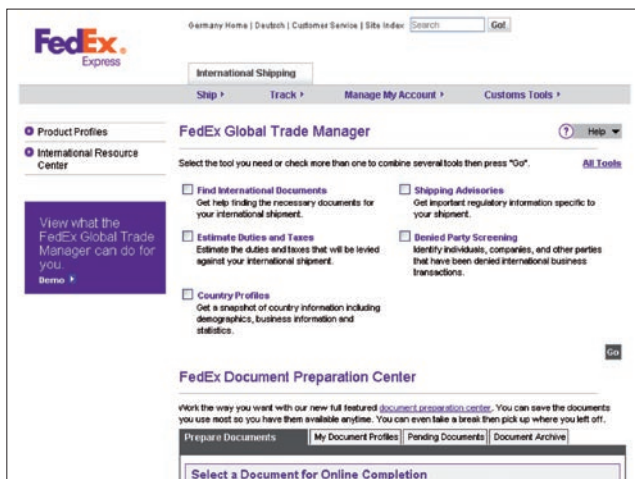 Germany Home | Deutsch | Customer Service | Site Index Search Go!
FedEx®
Express
International Shipping
Ship Track Manage My Account Customs Tools
Product Profiles
International Resource
Center
View what the
FedEx Global Trade
Manager can do for
you.
Demo
FedEx Global Trade Manager
? Help
Select the tool you need or check more than one to combine several tools then press "Go".
All Tools
Find International Documents
Get help finding the necessary documents for
your international shipment.
Shipping Advisories
Get important regulatory information specific to
your shipment.
Estimate Duties and Taxes
Estimate the duties and taxes that will be levied
against your international shipment.
Denied Party Screening
Identify individuals, companies, and other parties
that have been denied international business
transactions.
Country Profiles
Get a snapshot of country information including
demographics, business information and
statistics.
Go
FedEx Document Preparation Center
Work the way you want with our new full featured document preparation center. You can save the documents
you use most so you have them available anytime. You can even take a break then pick up where you left off.
Prepare Documents My Document Profiles Pending Documents Document Archive
Select a Document for Online Completion